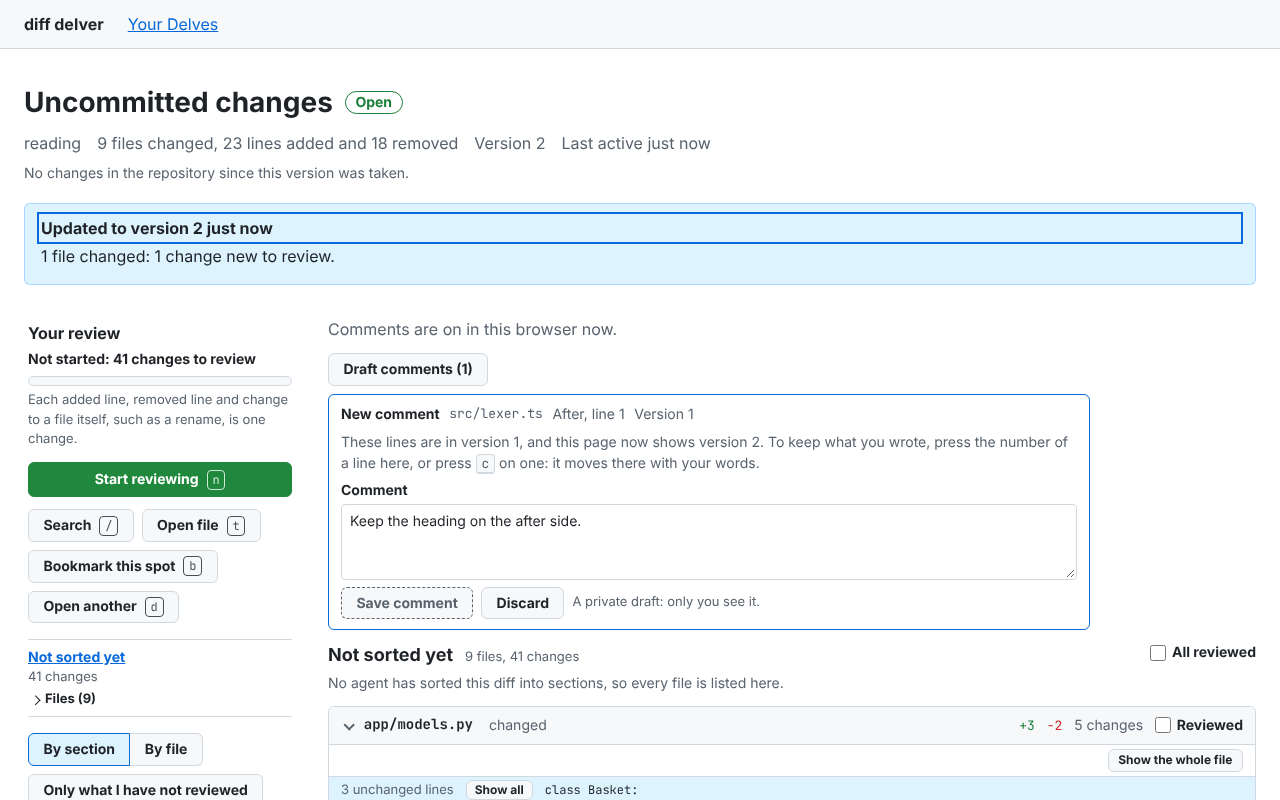 diff delver Your Delves
Uncommitted changes Open
reading 9 files changed, 23 lines added and 18 removed Version 2 Last active just now
No changes in the repository since this version was taken.
Updated to version 2 just now
1 file changed: 1 change new to review.
Your review
Not started: 41 changes to review
Each added line, removed line and change
to a file itself, such as a rename, is one
change.
Start reviewing n
Search / Open file t
Bookmark this spot b
Open another d
Not sorted yet
41 changes
Files (9)
By section By file
Only what I have not reviewed
Comments are on in this browser now.
Draft comments (1)
New comment src/lexer.ts After, line 1 Version 1
These lines are in version 1, and this page now shows version 2. To keep what you wrote, press the number of
a line here, or press c on one: it moves there with your words.
Comment
Keep the heading on the after side.
Save comment Discard A private draft: only you see it.
Not sorted yet 9 files, 41 changes All reviewed
No agent has sorted this diff into sections, so every file is listed here.
app/models.py changed +3 -2 5 changes Reviewed
Show the whole file
3 unchanged lines Show all class Basket: